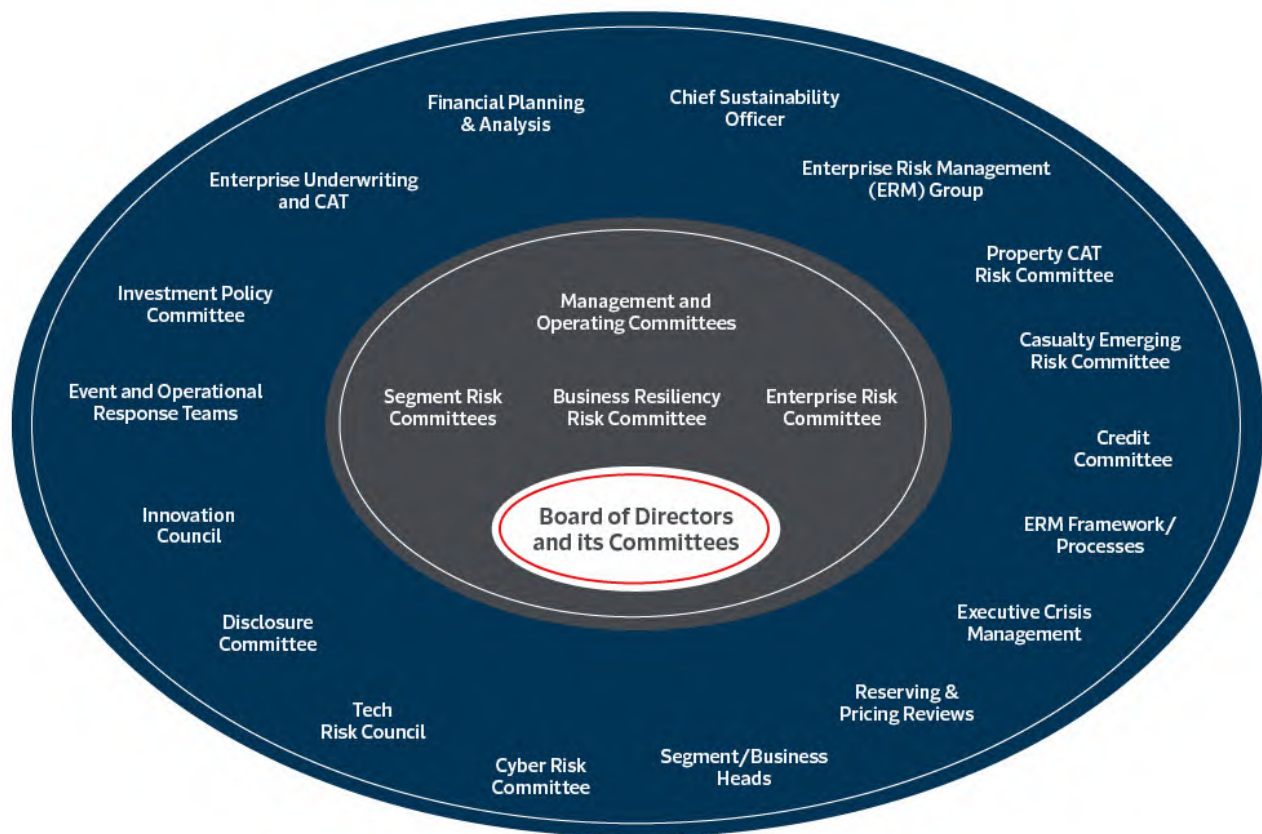 Financial Planning
& Analysis
Chief Sustainability
Officer
Enterprise Underwriting
and CAT
Enterprise Risk Management
(ERM) Group
Property CAT
Risk Committee
Investment Policy
Committee
Management and
Operating Committees
Casualty Emerging
Risk Committee
Event and Operational
Response Teams
Segment Risk
Committees
Business Resiliency
Risk Committee
Enterprise Risk
Committee
Credit
Committee
Board of Directors
and its Committees
Innovation
Council
ERM Framework/
Processes
Disclosure
Committee
Executive Crisis
Management
Tech
Risk Council
Reserving &
Pricing Reviews
Cyber Risk
Committee
Segment/Business
Heads